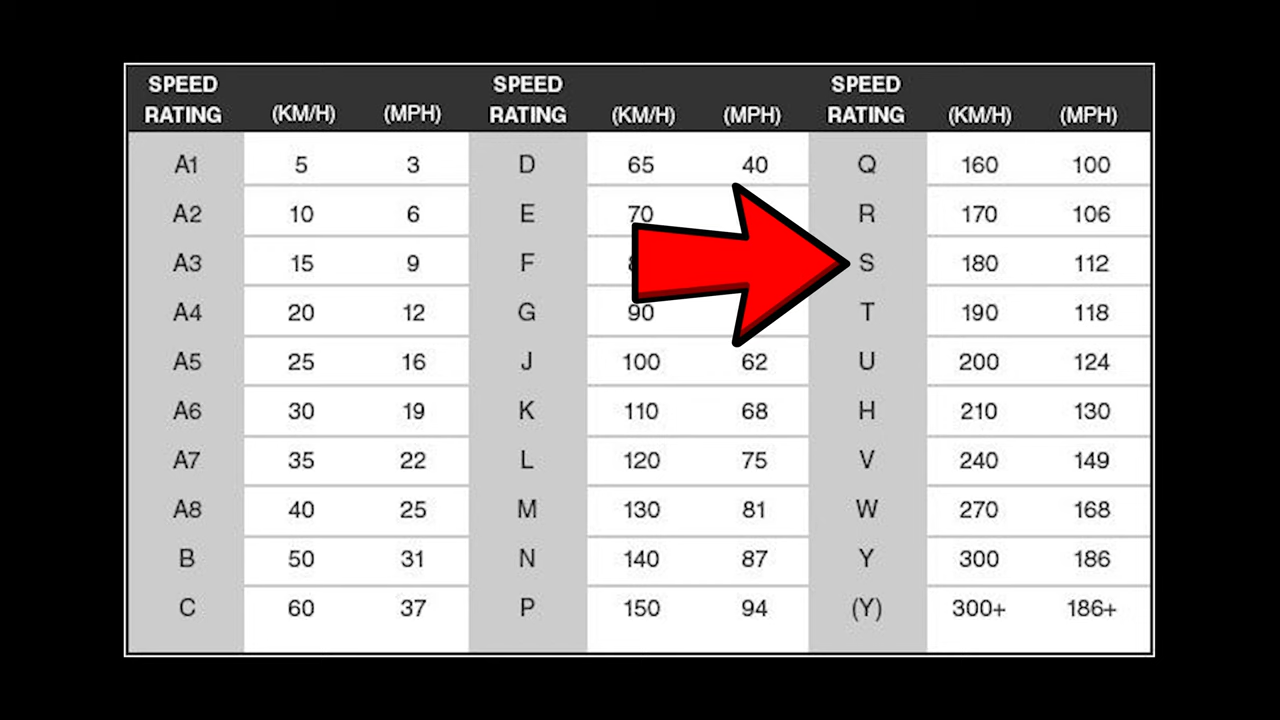 SPEED RATING (KM/H) (MPH) SPEED RATING (KM/H) (MPH) SPEED RATING (KM/H) (MPH)
A1 5 3 D 65 40 Q 160 100
A2 10 6 E 70 R 170 106
A3 15 9 F S 180 112
A4 20 12 G 90 T 190 118
A5 25 16 J 100 62 U 200 124
A6 30 19 K 110 68 H 210 130
A7 35 22 L 120 75 V 240 149
A8 40 25 M 130 81 W 270 168
B 50 31 N 140 87 Y 300 186
C 60 37 P 150 94 (Y) 300+ 186+